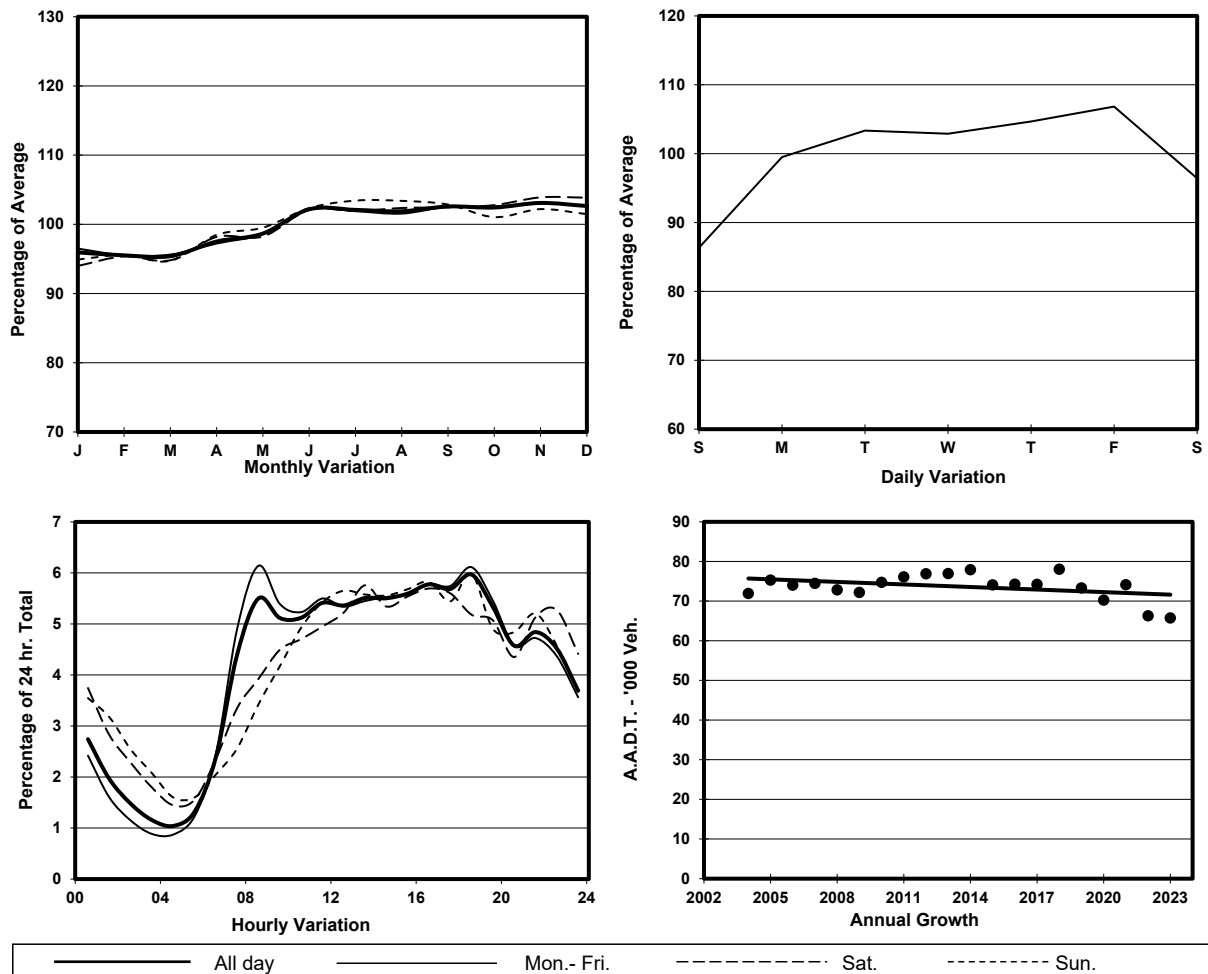 130
120
110
100
90
80
70
Percentage of Average
J F M A M J J A S O N D
Monthly Variation
120
110
100
90
80
70
60
Percentage of Average
S M T W T F S
Daily Variation
7
6
5
4
3
2
1
0
Percentage of 24 hr. Total
00 04 08 12 16 20 24
Hourly Variation
90
80
70
60
50
40
30
20
10
0
A.A.D.T. - '000 Veh.
2002 2005 2008 2011 2014 2017 2020 2023
Annual Growth
All day Mon.- Fri. Sat. Sun.